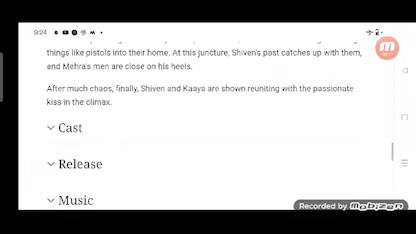 9:24
things like pistols into their home. At this juncture, Shiven's past catches up with them,
and Mehra's men are close on his heels.
After much chaos, finally, Shiven and Kaaya are shown reuniting with the passionate
kiss in the climax.
Cast
Release
Music
Recorded by Mobizen